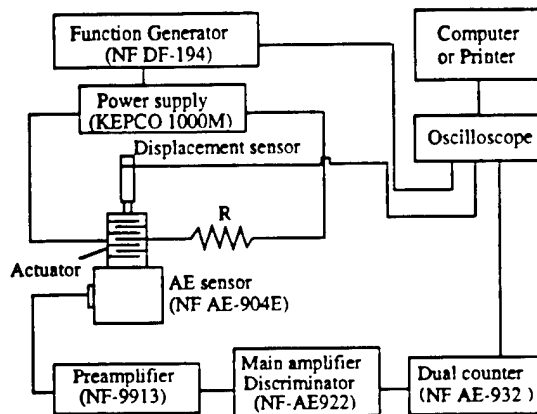 Function Generator
(NF DF-194)
Computer
or Printer
Power supply
(KEPCO 1000M)
Oscilloscope
Displacement sensor
R
Actuator
AE sensor
(NF AE-904E)
Preamplifier
(NF-9913)
Main amplifier
Discriminator
(NF-AE922)
Dual counter
(NF AE-932 )